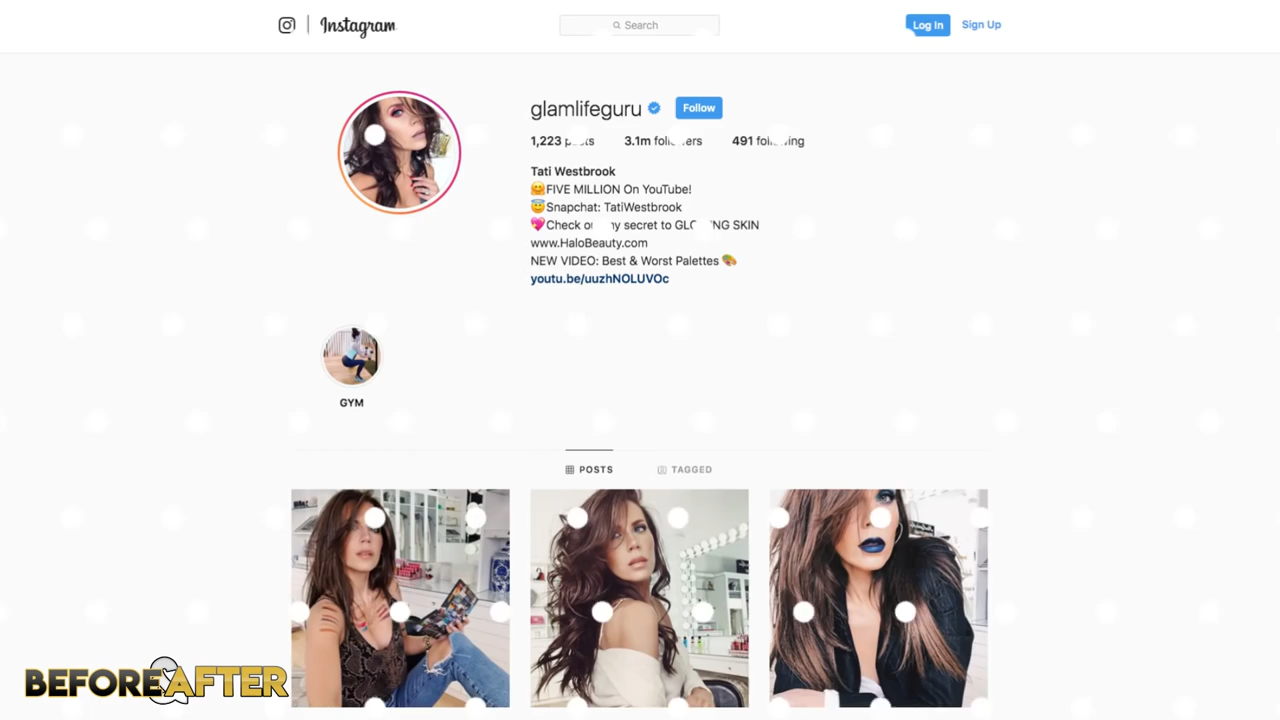 Instagram
Search
Log In
Sign Up
glamlifeguru
Follow
1,223
3.1m
491
Tati Westbrook
🤗FIVE MILLION On YouTube!
😇Snapchat: TatiWestbrook
💖Check secret to SKIN
www.HaloBeauty.com
NEW VIDEO: Best & Worst Palettes 🎨
youtu.be/uuzhNOLUVOc
GYM
POSTS
TAGGED
BEFORE AFTER